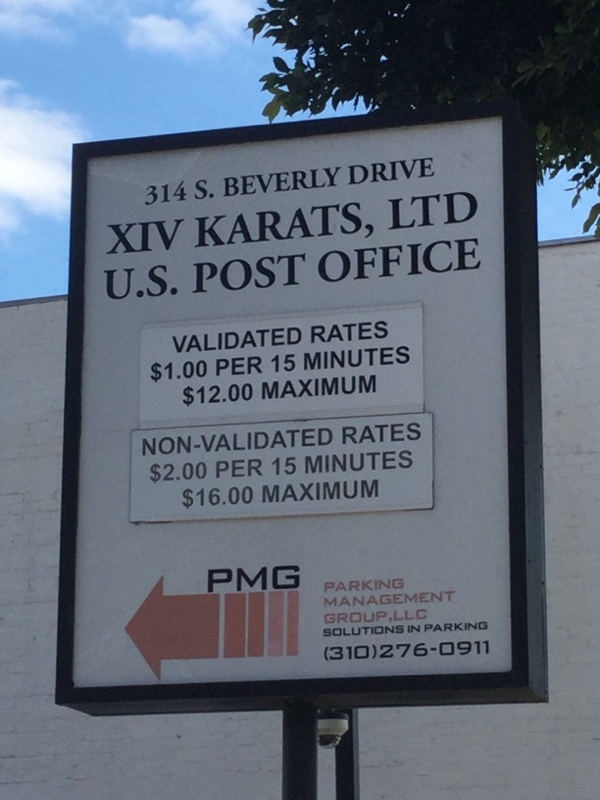 314 S. BEVERLY DRIVE
XIV KARATS, LTD
U.S. POST OFFICE
VALIDATED RATES
$1.00 PER 15 MINUTES
$12.00 MAXIMUM
NON-VALIDATED RATES
$2.00 PER 15 MINUTES
$16.00 MAXIMUM
PMG
PARKING
MANAGEMENT
GROUP,LLC
SOLUTIONS IN PARKING
(310)276-0911